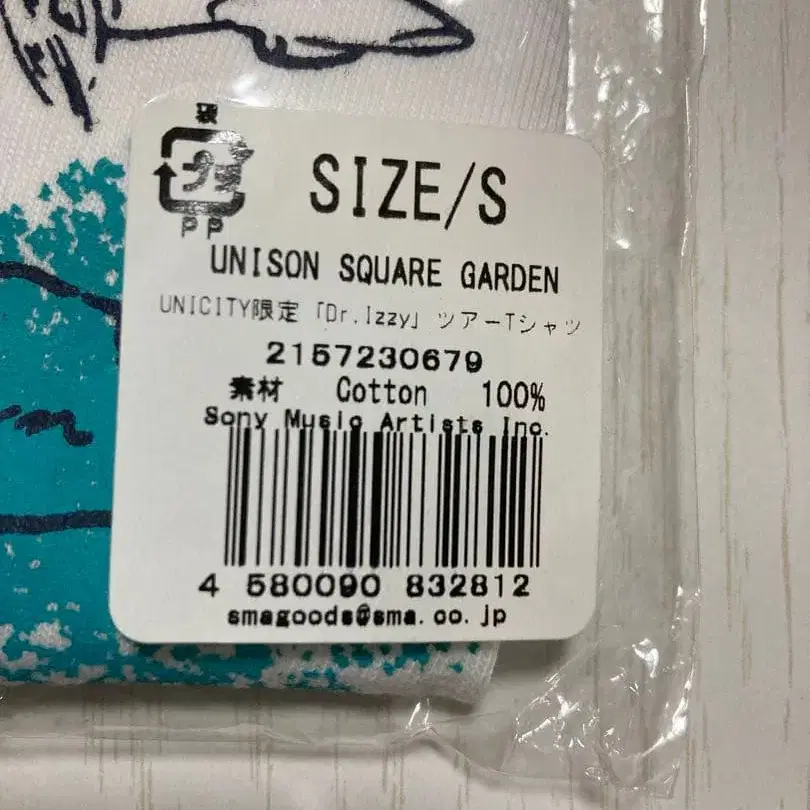 袋
プラ
PP
SIZE/S
UNISON SQUARE GARDEN
UNICITY限定「Dr.Izzy」ツアーTシャツ
2157230679
素材 Cotton 100%
Sony Music Artists Inc.
4 580090 832812
smagoods@sma.co.jp